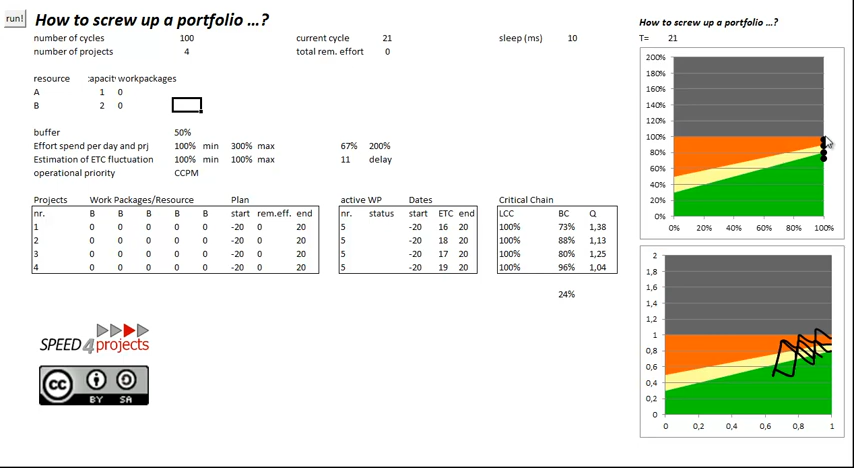 run! How to screw up a portfolio ...?
number of cycles 100 current cycle 21 sleep (ms) 10
number of projects 4 total rem. effort 0
resource :apacit workpackages
A 1 0
B 2 0
buffer 50%
Effort spend per day and prj 100% min 300% max 67% 200%
Estimation of ETC fluctuation 100% min 100% max 11 delay
operational priority CCPM
Projects Work Packages/Resource Plan active WP Dates Critical Chain
nr. B B B B B start rem.eff. end nr. status start ETC end LCC BC Q
1 0 0 0 0 0 -20 0 20 5 -20 16 20 100% 73% 1,38
2 0 0 0 0 0 -20 0 20 5 -20 18 20 100% 88% 1,13
3 0 0 0 0 0 -20 0 20 5 -20 17 20 100% 80% 1,25
4 0 0 0 0 0 -20 0 20 5 -20 19 20 100% 96% 1,04
24%
SPEED4projects
cc BY SA
How to screw up a portfolio ...?
T= 21
200%
180%
160%
140%
120%
100%
80%
60%
40%
20%
0%
0% 20% 40% 60% 80% 100%
2
1,8
1,6
1,4
1,2
1
0,8
0,6
0,4
0,2
0
0 0,2 0,4 0,6 0,8 1